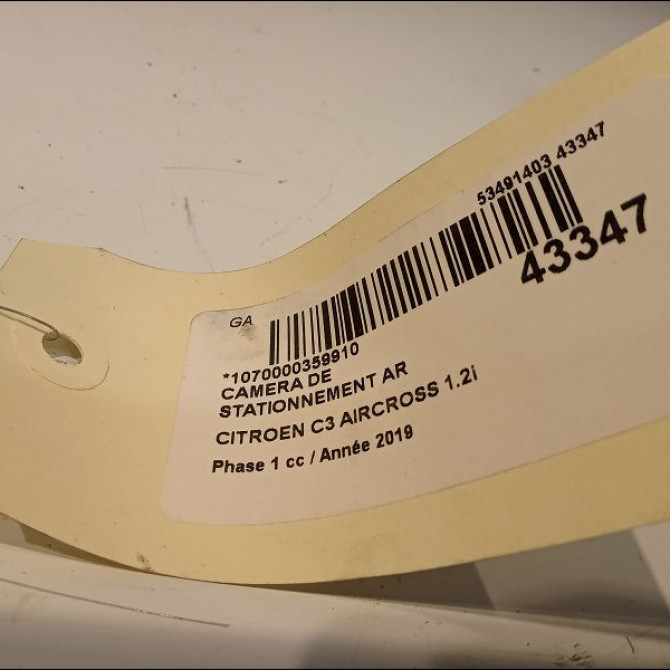 53491403 43347
43347
GA
*1070000359910
CAMERA DE
STATIONNEMENT AR
CITROEN C3 AIRCROSS 1.2i
Phase 1 cc / Année 2019